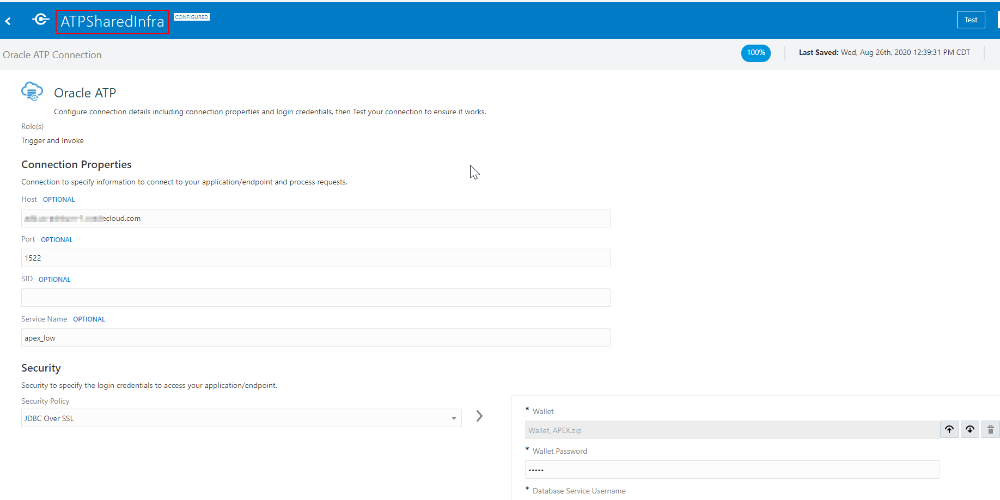 ATPSharedInfra
CONFIGURED
Test
Oracle ATP Connection
100%
Last Saved: Wed, Aug 26th, 2020 12:39:31 PM CDT
Oracle ATP
Configure connection details including connection properties and login credentials, then Test your connection to ensure it works.
Role(s)
Trigger and Invoke
Connection Properties
Connection to specify information to connect to your application/endpoint and process requests.
Host OPTIONAL
ecloud.com
Port OPTIONAL
1522
SID OPTIONAL
Service Name OPTIONAL
apex_low
Security
Security to specify the login credentials to access your application/endpoint.
Security Policy
JDBC Over SSL
* Wallet
Wallet_APEX.zip
* Wallet Password
•••••
* Database Service Username